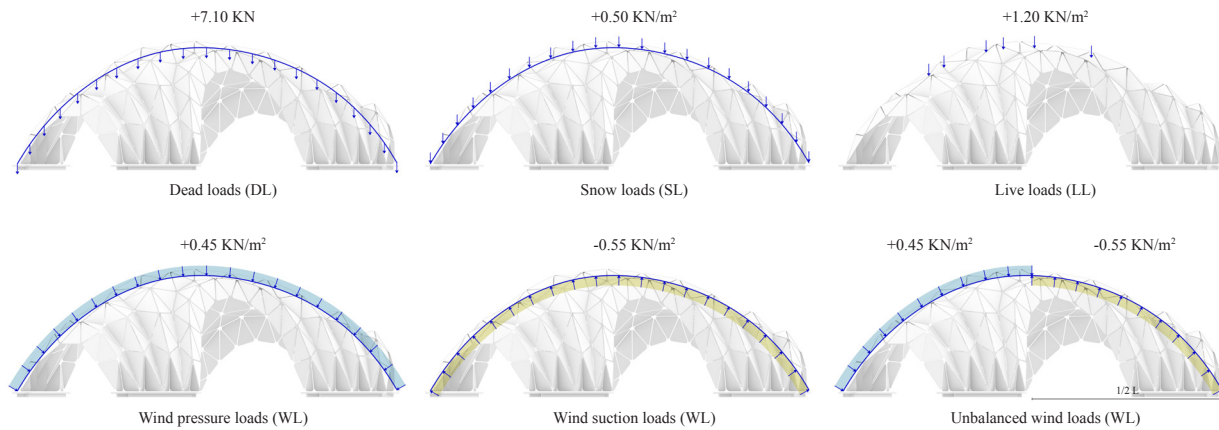 +7.10 KN
+0.50 KN/m²
+1.20 KN/m²
Dead loads (DL)
Snow loads (SL)
Live loads (LL)
+0.45 KN/m²
-0.55 KN/m²
+0.45 KN/m²
-0.55 KN/m²
1/2 L
Wind pressure loads (WL)
Wind suction loads (WL)
Unbalanced wind loads (WL)